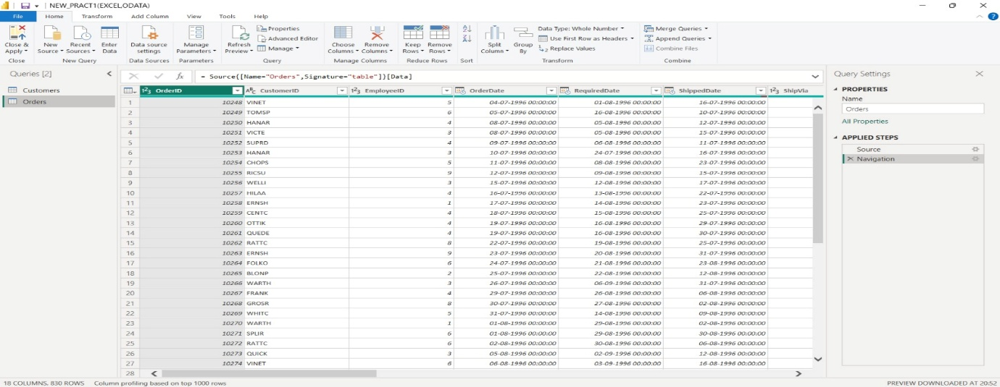 NEW_PRACT1(EXCEL,ODATA)
File Home Transform Add Column View Tools Help
Close & Apply
New Source
Recent Sources
Enter Data
Data source settings
Manage Parameters
Refresh Preview
Properties
Advanced Editor
Manage
Choose Columns
Remove Columns
Keep Rows
Remove Rows
Split Column
Group By
Data Type: Whole Number
Use First Row as Headers
Replace Values
Merge Queries
Append Queries
Combine Files
Close New Query Data Sources Parameters Query Manage Columns Reduce Rows Sort Transform Combine
Queries [2]
Customers
Orders
fx = Source{[Name="Orders",Signature="table"]}[Data]
123 OrderID ABC CustomerID 123 EmployeeID OrderDate RequiredDate ShippedDate 123 ShipVia
1 10248 VINET 5 04-07-1996 00:00:00 01-08-1996 00:00:00 16-07-1996 00:00:00
2 10249 TOMSP 6 05-07-1996 00:00:00 16-08-1996 00:00:00 10-07-1996 00:00:00
3 10250 HANAR 4 08-07-1996 00:00:00 05-08-1996 00:00:00 12-07-1996 00:00:00
4 10251 VICTE 3 08-07-1996 00:00:00 05-08-1996 00:00:00 15-07-1996 00:00:00
5 10252 SUPRD 4 09-07-1996 00:00:00 06-08-1996 00:00:00 11-07-1996 00:00:00
6 10253 HANAR 3 10-07-1996 00:00:00 24-07-1996 00:00:00 16-07-1996 00:00:00
7 10254 CHOPS 5 11-07-1996 00:00:00 08-08-1996 00:00:00 23-07-1996 00:00:00
8 10255 RICSU 9 12-07-1996 00:00:00 09-08-1996 00:00:00 15-07-1996 00:00:00
9 10256 WELLI 3 15-07-1996 00:00:00 12-08-1996 00:00:00 17-07-1996 00:00:00
10 10257 HILAA 4 16-07-1996 00:00:00 13-08-1996 00:00:00 22-07-1996 00:00:00
11 10258 ERNSH 1 17-07-1996 00:00:00 14-08-1996 00:00:00 23-07-1996 00:00:00
12 10259 CENTC 4 18-07-1996 00:00:00 15-08-1996 00:00:00 25-07-1996 00:00:00
13 10260 OTTIK 4 19-07-1996 00:00:00 16-08-1996 00:00:00 29-07-1996 00:00:00
14 10261 QUEDE 4 19-07-1996 00:00:00 16-08-1996 00:00:00 30-07-1996 00:00:00
15 10262 RATTC 8 22-07-1996 00:00:00 19-08-1996 00:00:00 25-07-1996 00:00:00
16 10263 ERNSH 9 23-07-1996 00:00:00 20-08-1996 00:00:00 31-07-1996 00:00:00
17 10264 FOLKO 6 24-07-1996 00:00:00 21-08-1996 00:00:00 23-08-1996 00:00:00
18 10265 BLONP 2 25-07-1996 00:00:00 22-08-1996 00:00:00 12-08-1996 00:00:00
19 10266 WARTH 3 26-07-1996 00:00:00 06-09-1996 00:00:00 31-07-1996 00:00:00
20 10267 FRANK 4 29-07-1996 00:00:00 26-08-1996 00:00:00 06-08-1996 00:00:00
21 10268 GROSR 8 30-07-1996 00:00:00 27-08-1996 00:00:00 02-08-1996 00:00:00
22 10269 WHITC 5 31-07-1996 00:00:00 14-08-1996 00:00:00 09-08-1996 00:00:00
23 10270 WARTH 1 01-08-1996 00:00:00 29-08-1996 00:00:00 02-08-1996 00:00:00
24 10271 SPLIR 6 01-08-1996 00:00:00 29-08-1996 00:00:00 30-08-1996 00:00:00
25 10272 RATTC 6 02-08-1996 00:00:00 30-08-1996 00:00:00 06-08-1996 00:00:00
26 10273 QUICK 3 05-08-1996 00:00:00 02-09-1996 00:00:00 12-08-1996 00:00:00
27 10274 VINET 6 06-08-1996 00:00:00 03-09-1996 00:00:00 16-08-1996 00:00:00
28
Query Settings
PROPERTIES
Name
Orders
All Properties
APPLIED STEPS
Source
Navigation
18 COLUMNS, 830 ROWS Column profiling based on top 1000 rows
PREVIEW DOWNLOADED AT 20:52